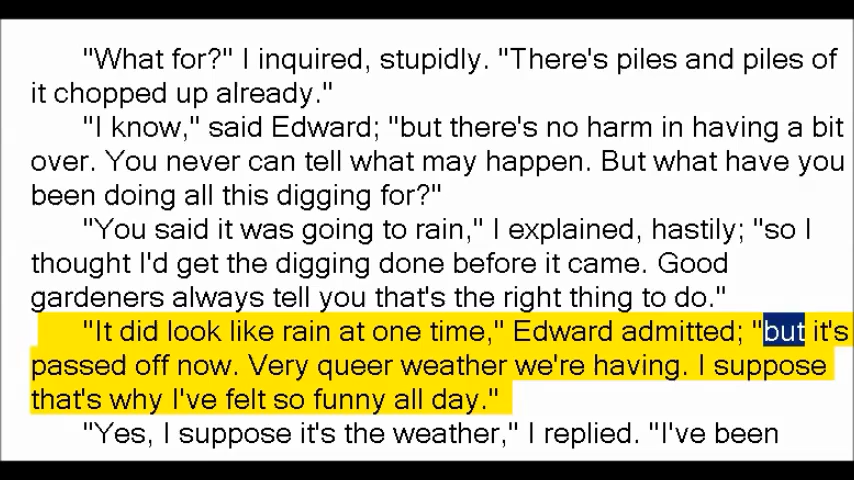 "What for?" I inquired, stupidly. "There's piles and piles of
it chopped up already."
"I know," said Edward; "but there's no harm in having a bit
over. You never can tell what may happen. But what have you
been doing all this digging for?"
"You said it was going to rain," I explained, hastily; "so I
thought I'd get the digging done before it came. Good
gardeners always tell you that's the right thing to do."
"It did look like rain at one time," Edward admitted; "but it's
passed off now. Very queer weather we're having. I suppose
that's why I've felt so funny all day."
"Yes, I suppose it's the weather," I replied. "I've been